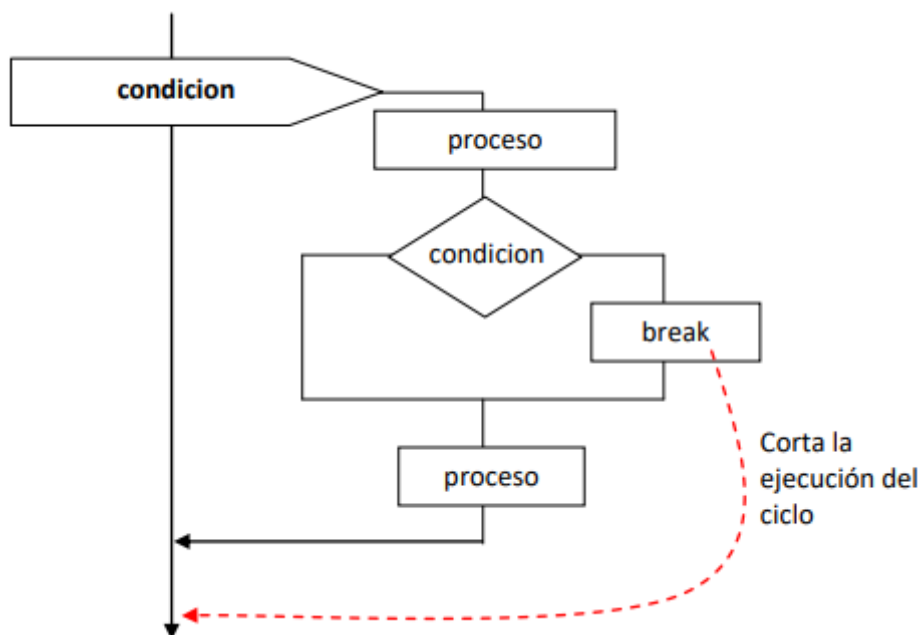 condicion
proceso
condicion
break
Corta la
ejecución del
ciclo
proceso